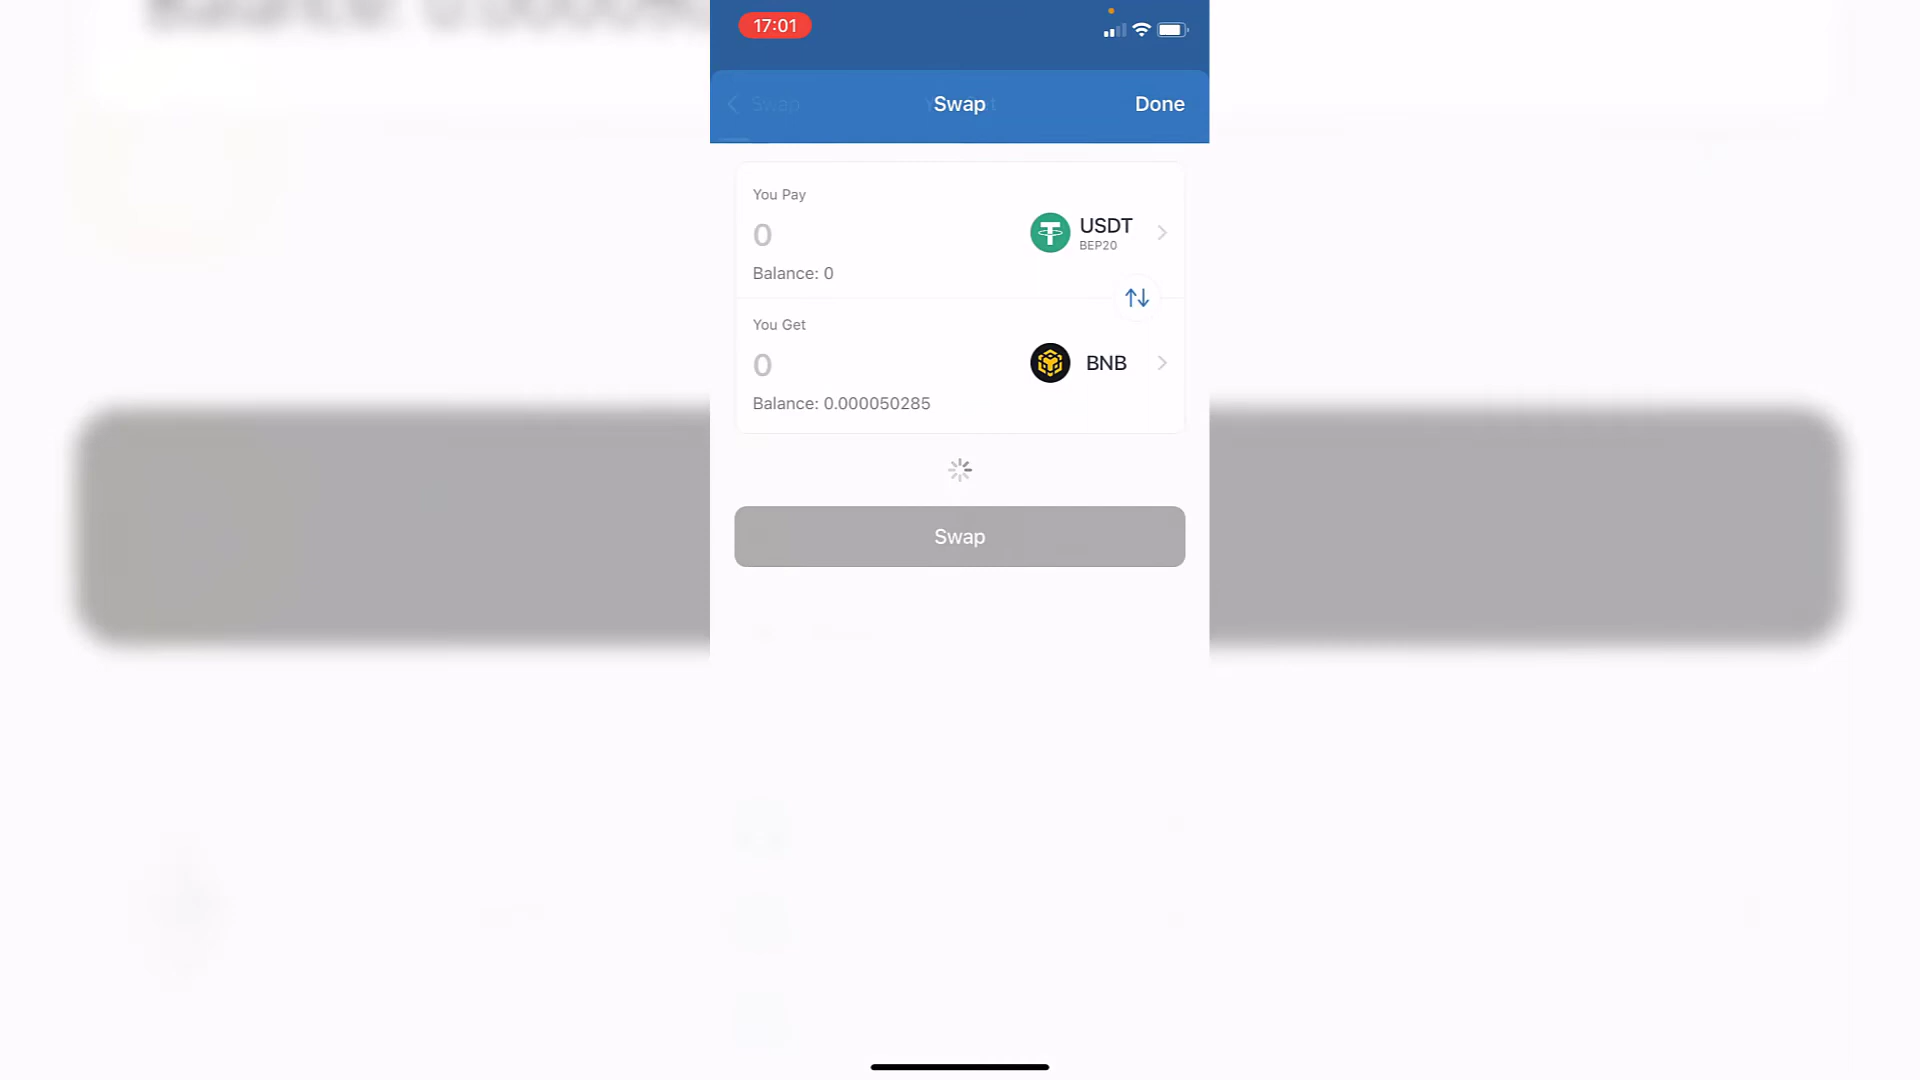 17:01
Swap
Swap
Done
You Pay
0
USDT
BEP20
Balance: 0
You Get
0
BNB
Balance: 0.000050285
Swap